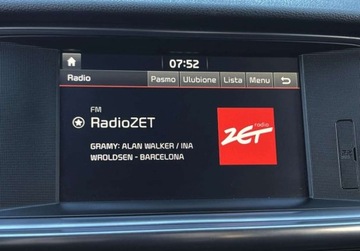 07:52
Radio Pasmo Ulubione Lista Menu
FM
RadioZET
GRAMY: ALAN WALKER / INA
WROLDSEN - BARCELONA
radio
ZET